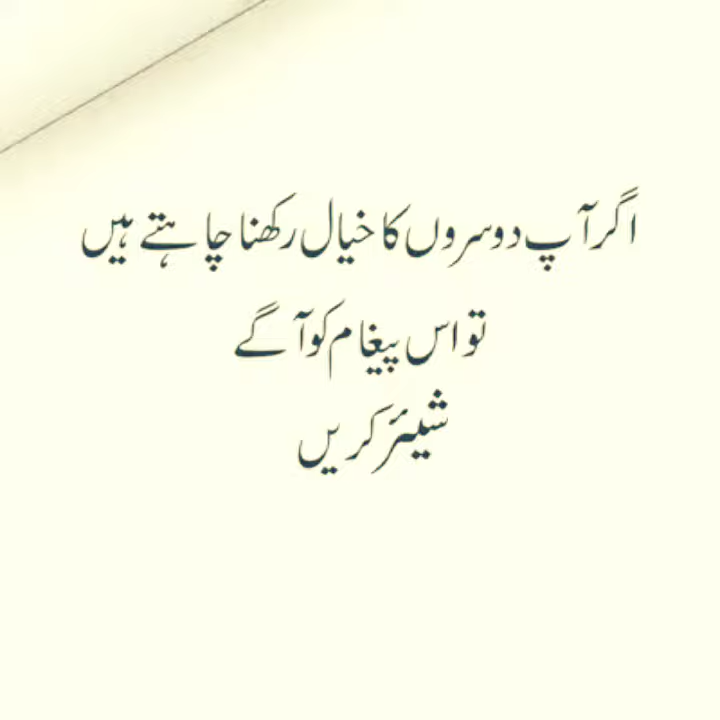 اگر آپ دوسروں کا خیال رکھنا چاہتے ہیں
تو اس پیغام کو آگے
شیئر کریں